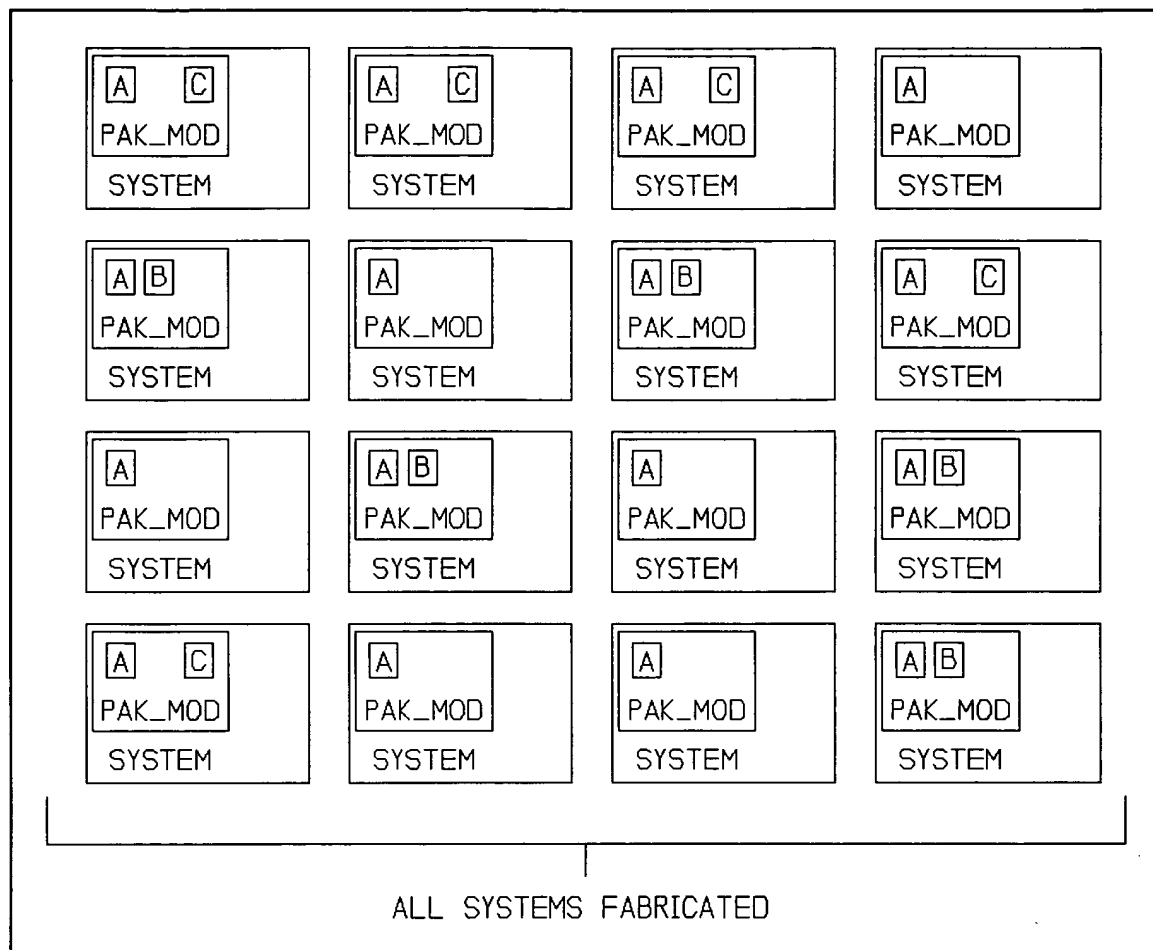 A C A C A C A
PAK_MOD PAK_MOD PAK_MOD PAK_MOD
SYSTEM SYSTEM SYSTEM SYSTEM
A B A A B A C
PAK_MOD PAK_MOD PAK_MOD PAK_MOD
SYSTEM SYSTEM SYSTEM SYSTEM
A A B A A B
PAK_MOD PAK_MOD PAK_MOD PAK_MOD
SYSTEM SYSTEM SYSTEM SYSTEM
A C A A A B
PAK_MOD PAK_MOD PAK_MOD PAK_MOD
SYSTEM SYSTEM SYSTEM SYSTEM
ALL SYSTEMS FABRICATED